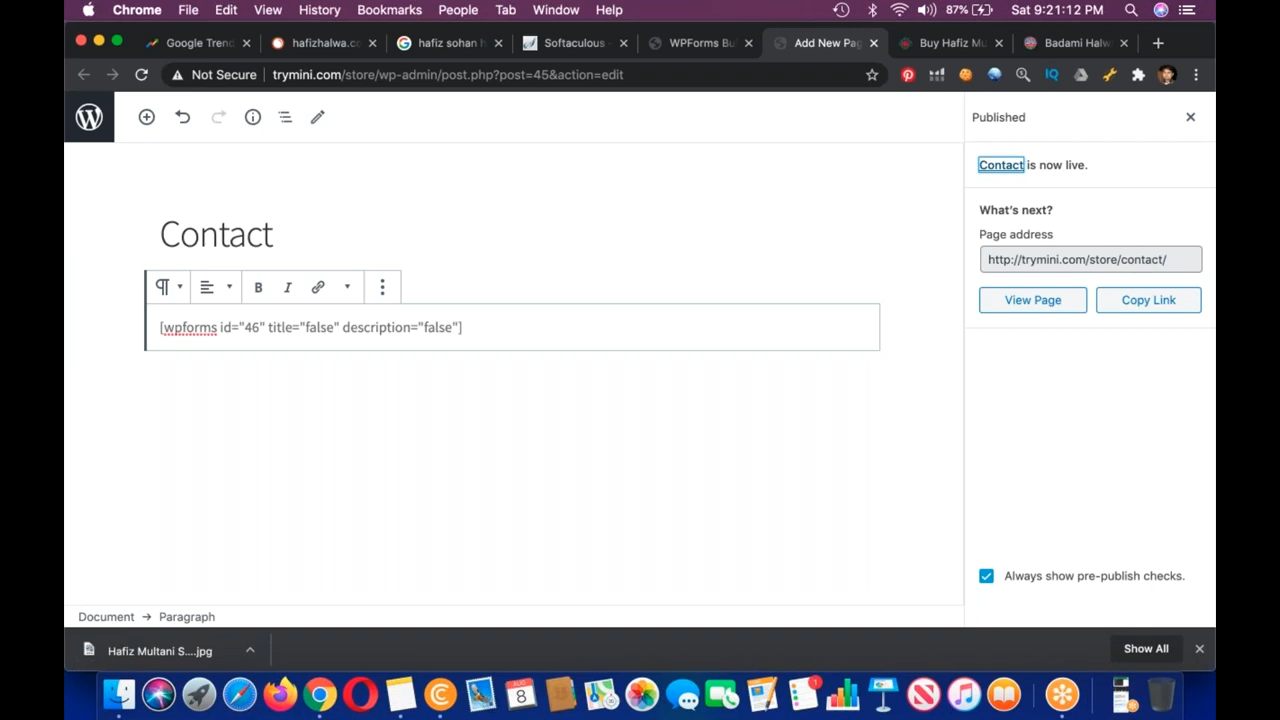 Chrome File Edit View History Bookmarks People Tab Window Help 87% Sat 9:21:12 PM
Google Tren hafizhalwa.c hafiz sohan h Softaculous - WPForms Bu Add New Pag Buy Hafiz Mu Badami Halw
Not Secure trymini.com/store/wp-admin/post.php?post=45&action=edit IQ
Published
Contact is now live.
What's next?
Page address
Contact
http://trymini.com/store/contact/
B I
View Page Copy Link
[wpforms id="46" title="false" description="false"]
Always show pre-publish checks.
Document → Paragraph
Hafiz Multani S....jpg Show All
8
1